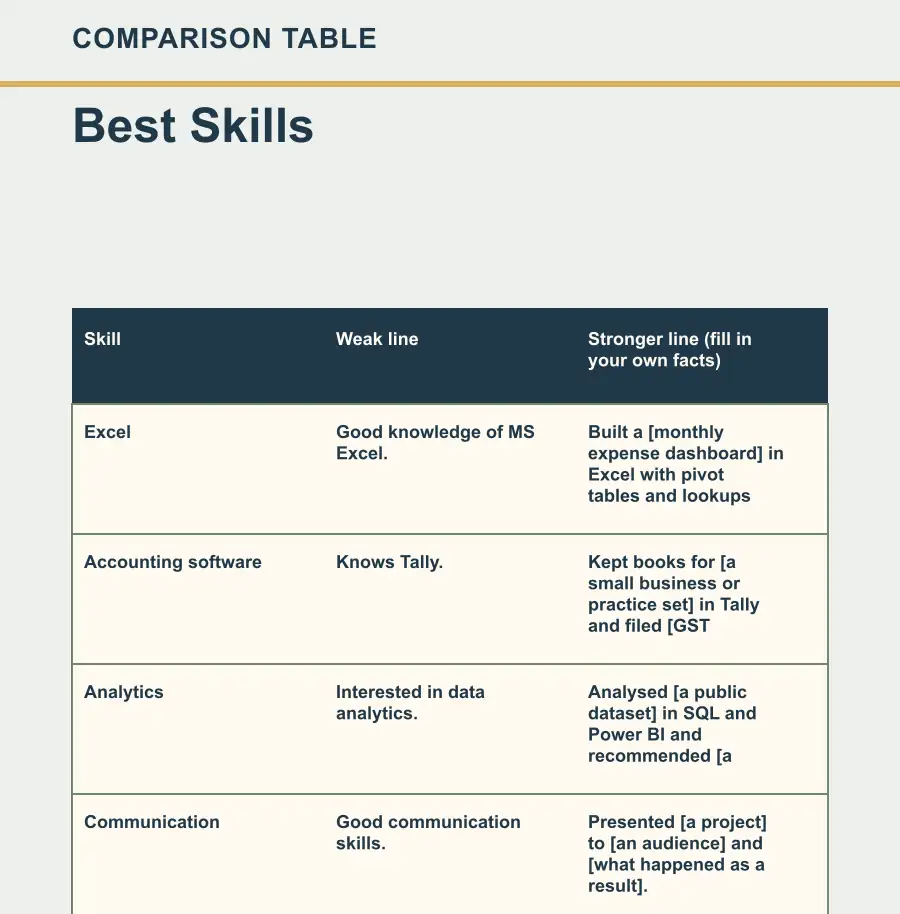 COMPARISON TABLE
Best Skills
Skill
Weak line
Stronger line (fill in
your own facts)
Excel
Good knowledge of MS
Excel.
Built a [monthly
expense dashboard] in
Excel with pivot
tables and lookups
Accounting software
Knows Tally.
Kept books for [a
small business or
practice set] in Tally
and filed [GST
Analytics
Interested in data
analytics.
Analysed [a public
dataset] in SQL and
Power BI and
recommended [a
Communication
Good communication
skills.
Presented [a project]
to [an audience] and
[what happened as a
result].